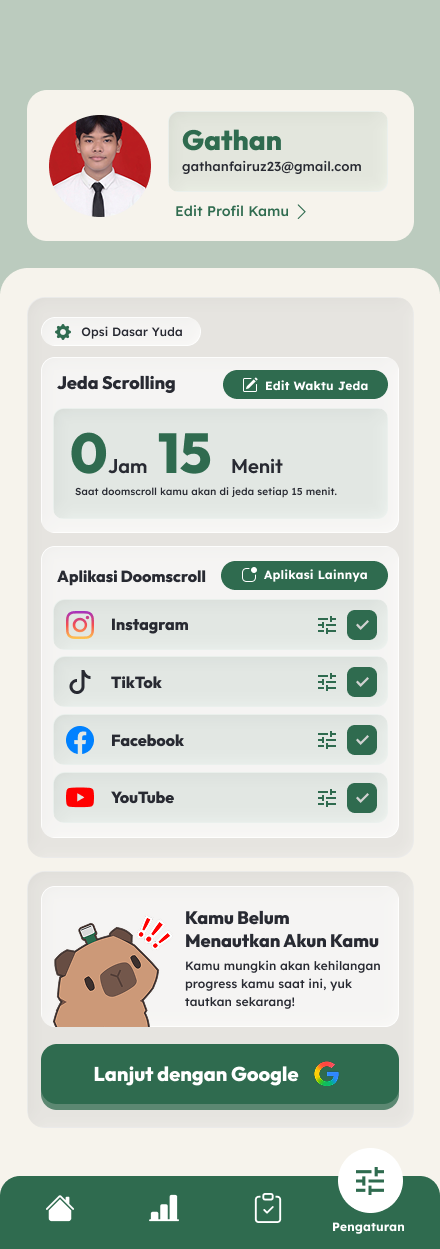 Gathan
gathanfairuz23@gmail.com
Edit Profil Kamu
Opsi Dasar Yuda
Jeda Scrolling
Edit Waktu Jeda
0 Jam 15 Menit
Saat doomscroll kamu akan di jeda setiap 15 menit.
Aplikasi Doomscroll
Aplikasi Lainnya
Instagram
TikTok
Facebook
YouTube
Kamu Belum
Menautkan Akun Kamu
Kamu mungkin akan kehilangan
progress kamu saat ini, yuk
tautkan sekarang!
Lanjut dengan Google
Pengaturan